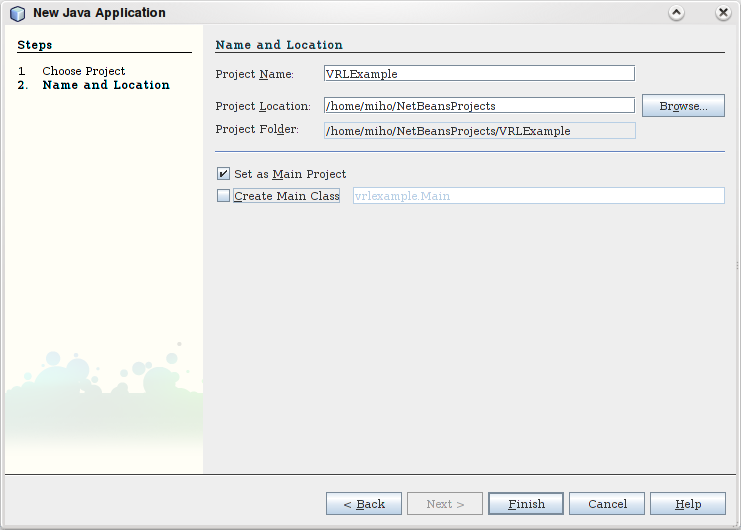 New Java Application
Steps
1 Choose Project
2. Name and Location
Name and Location
Project Name: VRLExample
Project Location: /home/miho/NetBeansProjects Browse...
Project Folder: /home/miho/NetBeansProjects/VRLExample
Set as Main Project
Create Main Class vrlexample.Main
< Back Next > Finish Cancel Help